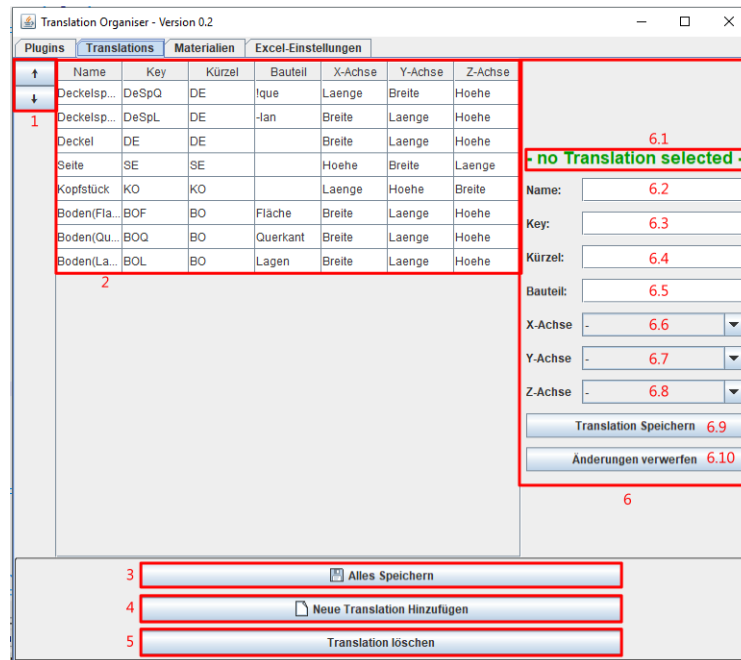 Translation Organiser - Version 0.2
Plugins Translations Materialien Excel-Einstellungen
Name Key Kürzel Bauteil X-Achse Y-Achse Z-Achse
Deckelsp... DeSpQ DE !que Laenge Breite Hoehe
Deckelsp... DeSpL DE -lan Breite Laenge Hoehe
Deckel DE DE Breite Laenge Hoehe
Seite SE SE Hoehe Breite Laenge
Kopfstück KO KO Laenge Hoehe Breite
Boden(Fla... BOF BO Fläche Breite Laenge Hoehe
Boden(Qu... BOQ BO Querkant Breite Laenge Hoehe
Boden(La... BOL BO Lagen Breite Laenge Hoehe
1
2
6.1
- no Translation selected -
Name: 6.2
Key: 6.3
Kürzel: 6.4
Bauteil: 6.5
X-Achse - 6.6
Y-Achse - 6.7
Z-Achse - 6.8
Translation Speichern 6.9
Änderungen verwerfen 6.10
6
3 Alles Speichern
4 Neue Translation Hinzufügen
5 Translation löschen